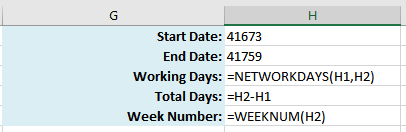 G H
Start Date: 41673
End Date: 41759
Working Days: =NETWORKDAYS(H1,H2)
Total Days: =H2-H1
Week Number: =WEEKNUM(H2)